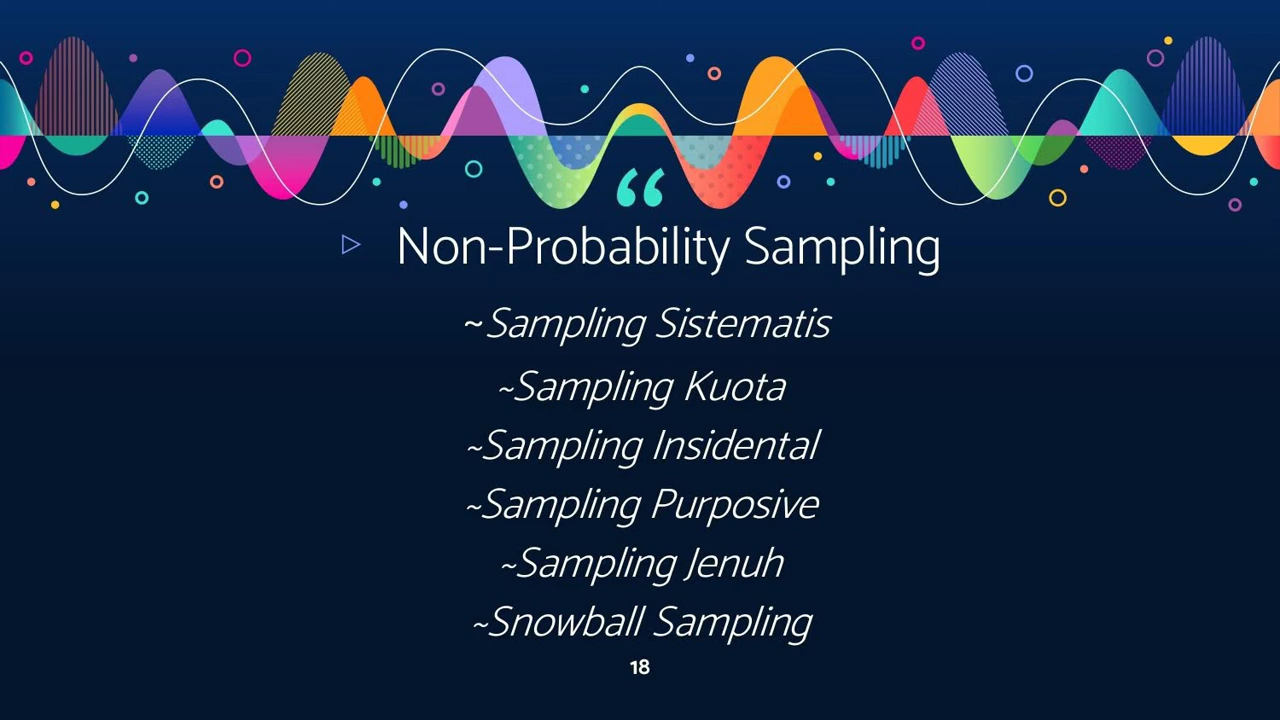 “
▷ Non-Probability Sampling
~Sampling Sistematis
~Sampling Kuota
~Sampling Insidental
~Sampling Purposive
~Sampling Jenuh
~Snowball Sampling
18